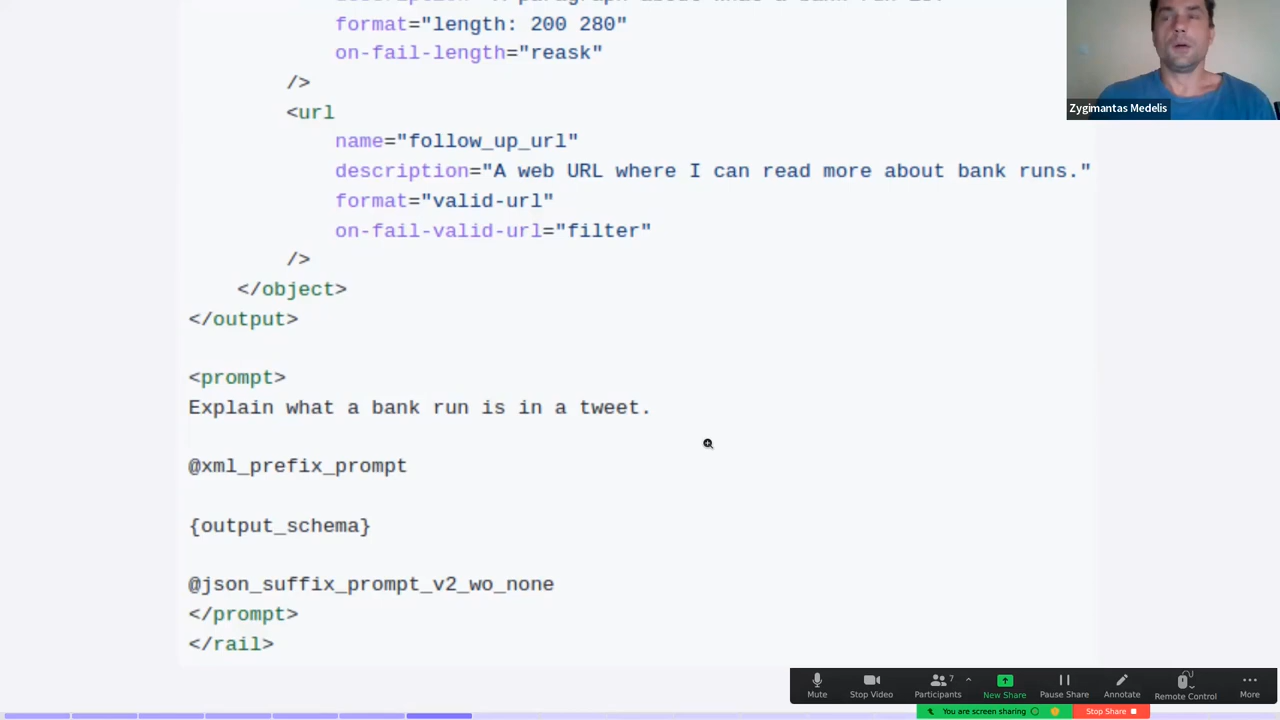 format="length: 200 280"
on-fail-length="reask"
/>
<url
name="follow_up_url"
description="A web URL where I can read more about bank runs."
format="valid-url"
on-fail-valid-url="filter"
/>
</object>
</output>
<prompt>
Explain what a bank run is in a tweet.
@xml_prefix_prompt
{output_schema}
@json_suffix_prompt_v2_wo_none
</prompt>
</rail>
Zygimantas Medelis
Mute
Stop Video
Participants 7
New Share
Pause Share
Annotate
Remote Control
More
You are screen sharing
Stop Share